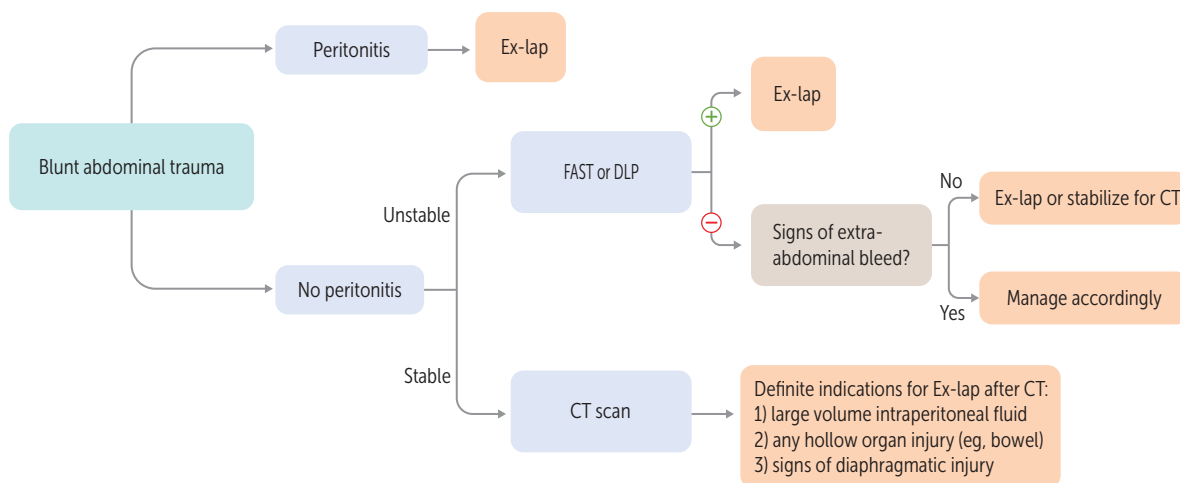 Blunt abdominal trauma
Peritonitis
Ex-lap
No peritonitis
Unstable
Stable
FAST or DLP
+
Ex-lap
−
Signs of extra-
abdominal bleed?
No
Ex-lap or stabilize for CT
Yes
Manage accordingly
CT scan
Definite indications for Ex-lap after CT:
1) large volume intraperitoneal fluid
2) any hollow organ injury (eg, bowel)
3) signs of diaphragmatic injury